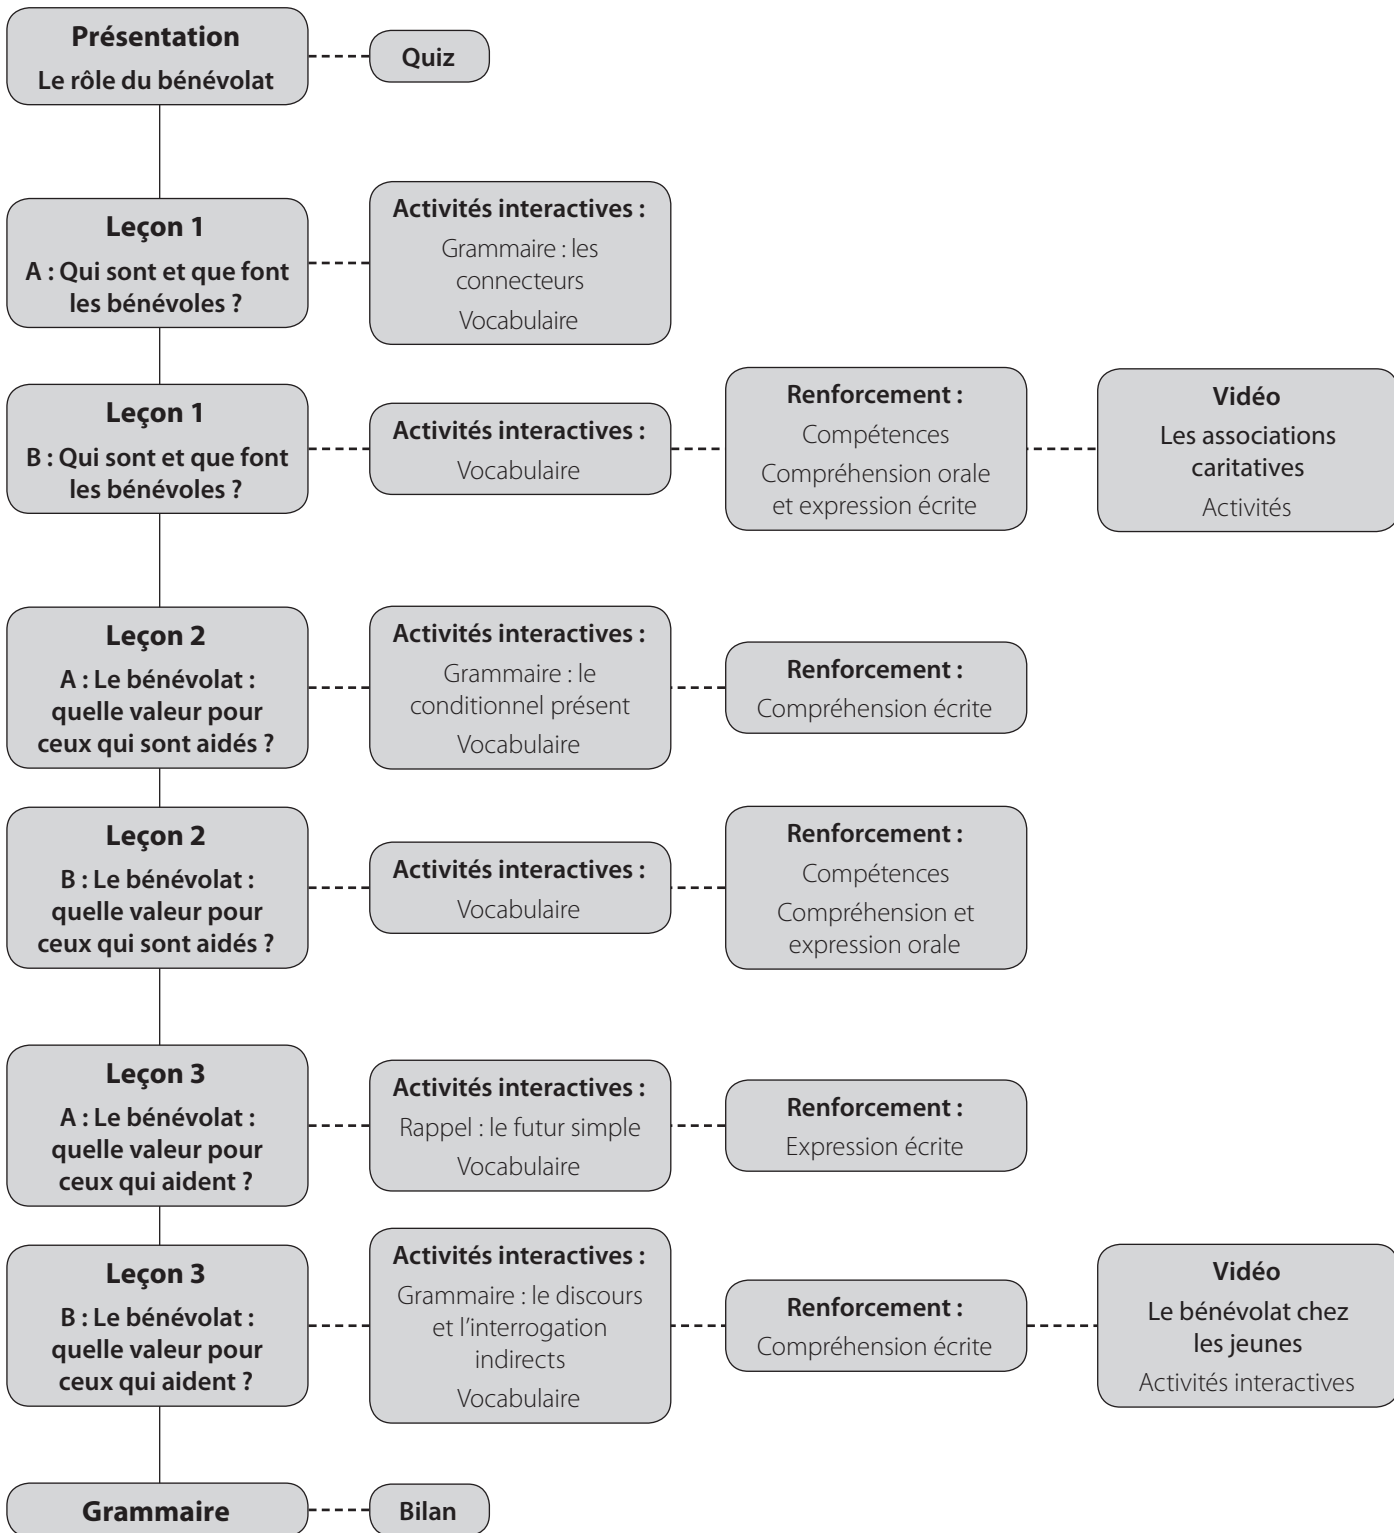 Présentation
Le rôle du bénévolat
Quiz
Leçon 1
A : Qui sont et que font
les bénévoles ?
Activités interactives :
Grammaire : les
connecteurs
Vocabulaire
Leçon 1
B : Qui sont et que font
les bénévoles ?
Activités interactives :
Vocabulaire
Renforcement :
Compétences
Compréhension orale
et expression écrite
Vidéo
Les associations
caritatives
Activités
Leçon 2
A : Le bénévolat :
quelle valeur pour
ceux qui sont aidés ?
Activités interactives :
Grammaire : le
conditionnel présent
Vocabulaire
Renforcement :
Compréhension écrite
Leçon 2
B : Le bénévolat :
quelle valeur pour
ceux qui sont aidés ?
Activités interactives :
Vocabulaire
Renforcement :
Compétences
Compréhension et
expression orale
Leçon 3
A : Le bénévolat :
quelle valeur pour
ceux qui aident ?
Activités interactives :
Rappel : le futur simple
Vocabulaire
Renforcement :
Expression écrite
Leçon 3
B : Le bénévolat :
quelle valeur pour
ceux qui aident ?
Activités interactives :
Grammaire : le discours
et l'interrogation
indirects
Vocabulaire
Renforcement :
Compréhension écrite
Vidéo
Le bénévolat chez
les jeunes
Activités interactives
Grammaire
Bilan